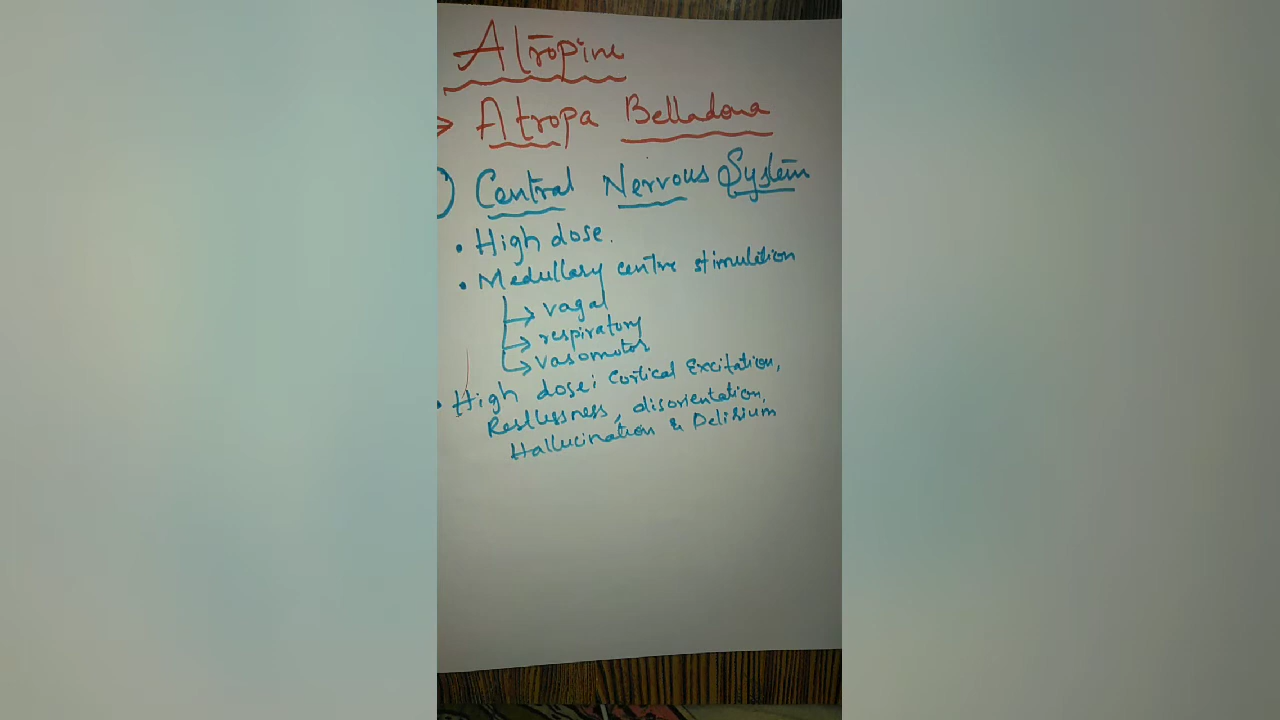 Atropine
→ Atropa Belladona
) Central Nervous System
• High dose.
• Medullary centre stimulation
→ vagal
→ respiratory
→ vasomotor
• High dose: Cortical Excitation,
Restlessness, disorientation,
Hallucination & Delirium